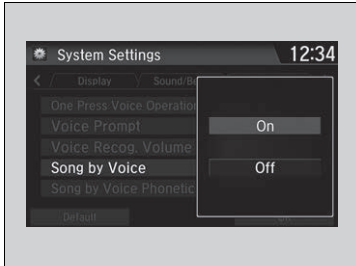 System Settings
12:34
Display
Sound/Be
One Press Voice Operation
Voice Prompt
Voice Recog. Volume
Song by Voice
Song by Voice Phonetic
Default
On
Off